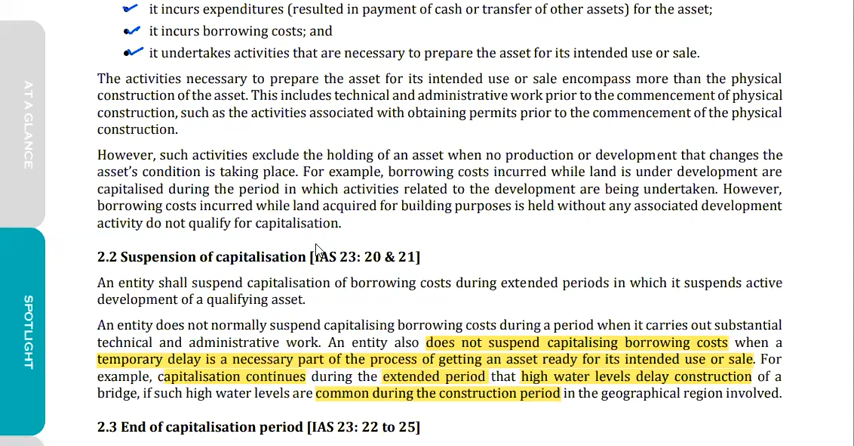 it incurs expenditures (resulted in payment of cash or transfer of other assets) for the asset;
it incurs borrowing costs; and
it undertakes activities that are necessary to prepare the asset for its intended use or sale.
The activities necessary to prepare the asset for its intended use or sale encompass more than the physical
construction of the asset. This includes technical and administrative work prior to the commencement of physical
construction, such as the activities associated with obtaining permits prior to the commencement of the physical
construction.
However, such activities exclude the holding of an asset when no production or development that changes the
asset's condition is taking place. For example, borrowing costs incurred while land is under development are
capitalised during the period in which activities related to the development are being undertaken. However,
borrowing costs incurred while land acquired for building purposes is held without any associated development
activity do not qualify for capitalisation.
2.2 Suspension of capitalisation [IAS 23: 20 & 21]
An entity shall suspend capitalisation of borrowing costs during extended periods in which it suspends active
development of a qualifying asset.
An entity does not normally suspend capitalising borrowing costs during a period when it carries out substantial
technical and administrative work. An entity also does not suspend capitalising borrowing costs when a
temporary delay is a necessary part of the process of getting an asset ready for its intended use or sale. For
example, capitalisation continues during the extended period that high water levels delay construction of a
bridge, if such high water levels are common during the construction period in the geographical region involved.
2.3 End of capitalisation period [IAS 23: 22 to 25]
AT A GLANCE
SPOTLIGHT